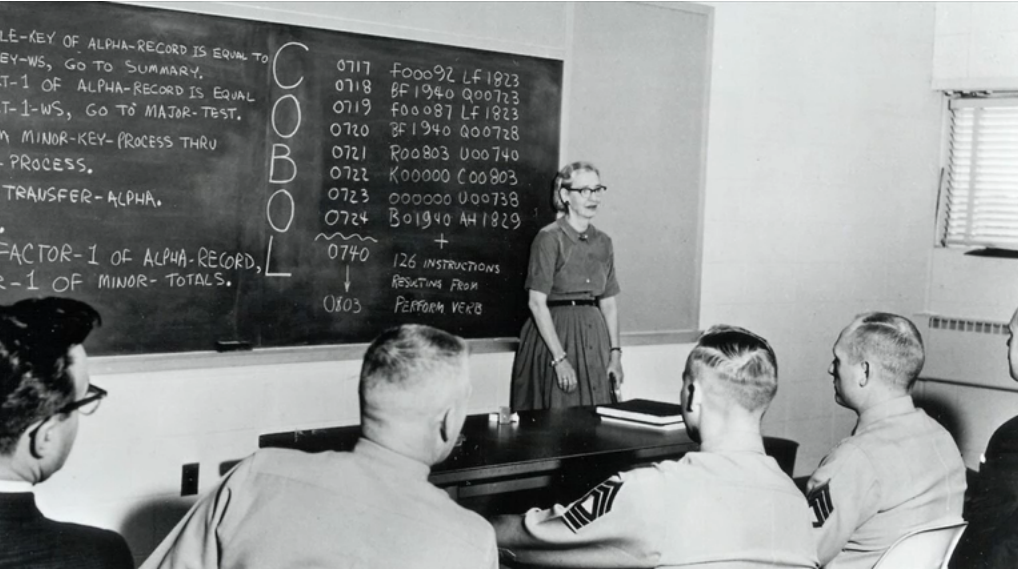 LE-KEY OF ALPHA-RECORD IS EQUAL TO
EY-WS, GO TO SUMMARY.
T-1 OF ALPHA-RECORD IS EQUAL
T-1-WS, GO TO MAJOR-TEST.
M MINOR-KEY-PROCESS THRU
- PROCESS.
TRANSFER-ALPHA.
.
FACTOR-1 OF ALPHA-RECORD,
R-1 OF MINOR-TOTALS.
C
O
B
O
L
0717 F00092 LF1823
0718 BF1940 Q00723
0719 F00087 LF1823
0720 BF1940 Q00728
0721 R00803 U00740
0722 K00000 C00803
0723 000000 U00738
0724 B01940 AH1829
0740
0803
+
126 INSTRUCTIONS
RESULTING FROM
PERFORM VERB